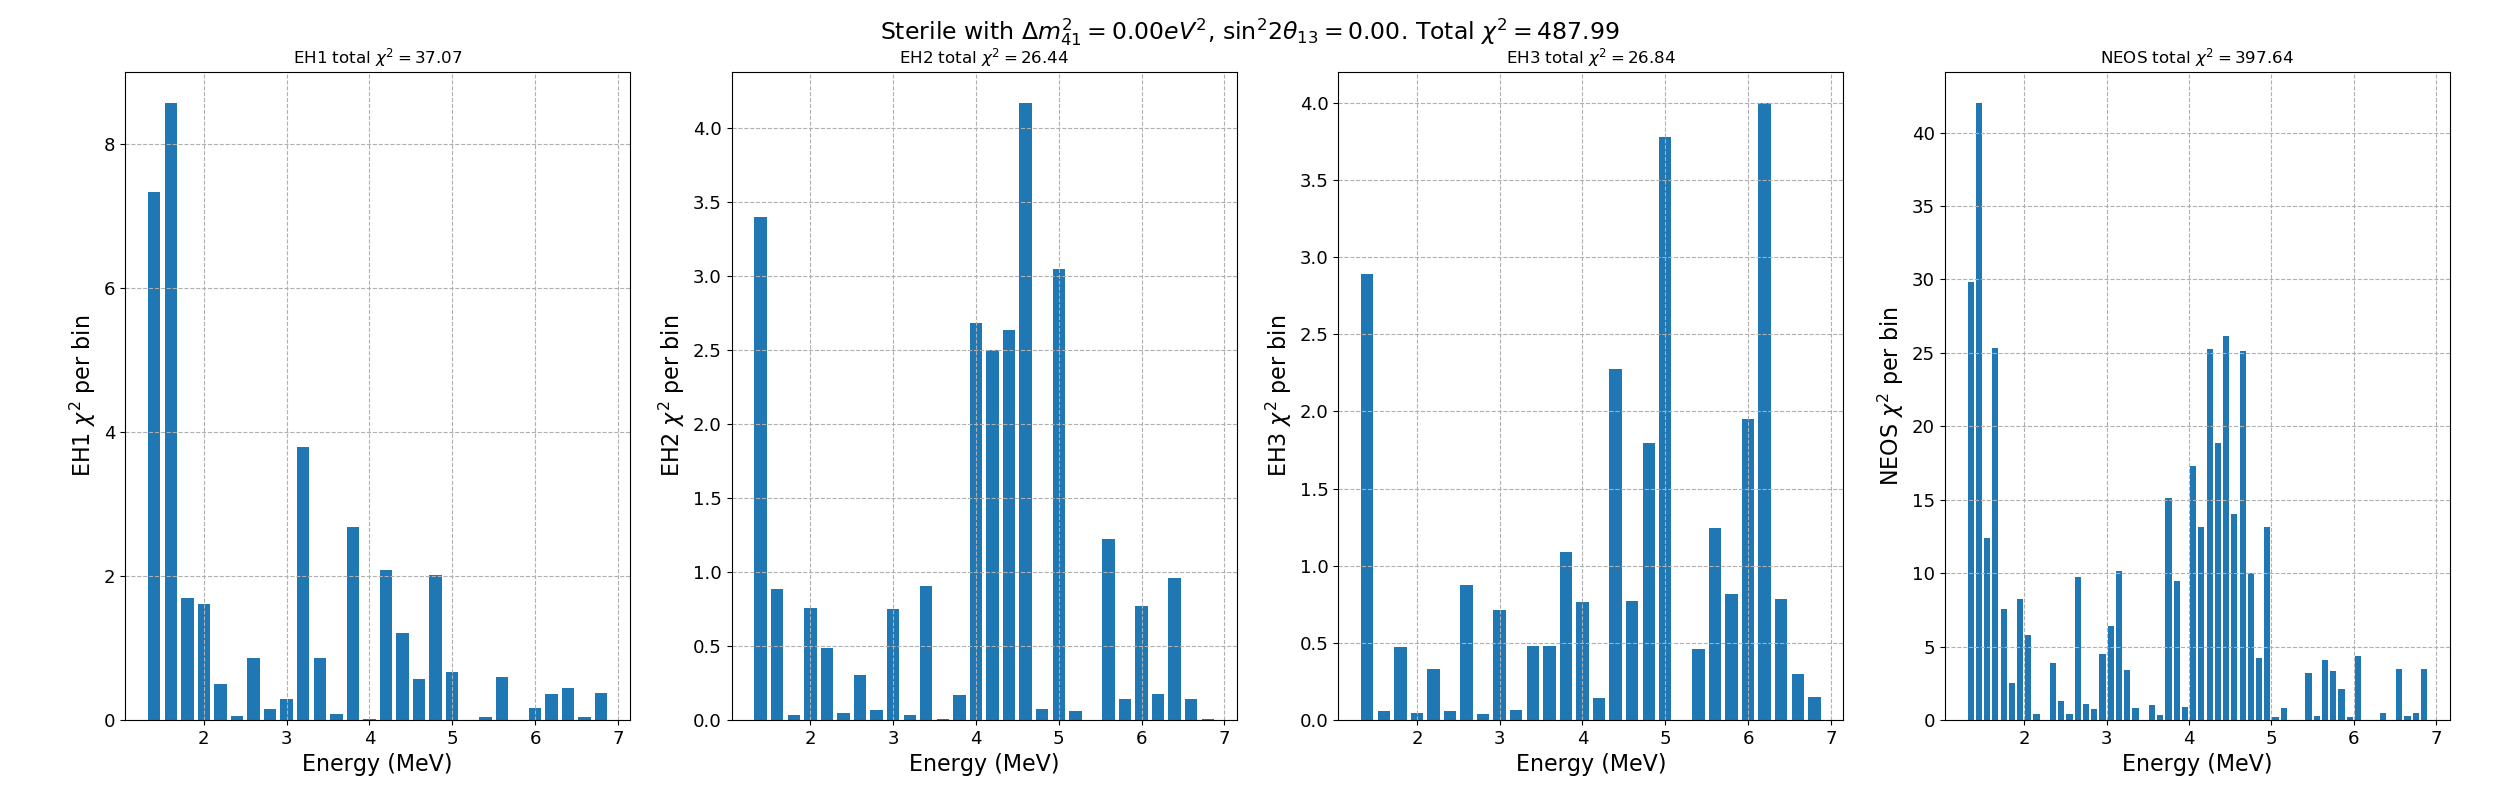 Sterile with Δm²₄₁ = 0.00eV², sin²2θ₁₃ = 0.00. Total χ² = 487.99
EH1 total χ² = 37.07
EH1 χ² per bin
8
6
4
2
0
2 3 4 5 6 7
Energy (MeV)
EH2 total χ² = 26.44
EH2 χ² per bin
4.0
3.5
3.0
2.5
2.0
1.5
1.0
0.5
0.0
2 3 4 5 6 7
Energy (MeV)
EH3 total χ² = 26.84
EH3 χ² per bin
4.0
3.5
3.0
2.5
2.0
1.5
1.0
0.5
0.0
2 3 4 5 6 7
Energy (MeV)
NEOS total χ² = 397.64
NEOS χ² per bin
40
35
30
25
20
15
10
5
0
2 3 4 5 6 7
Energy (MeV)